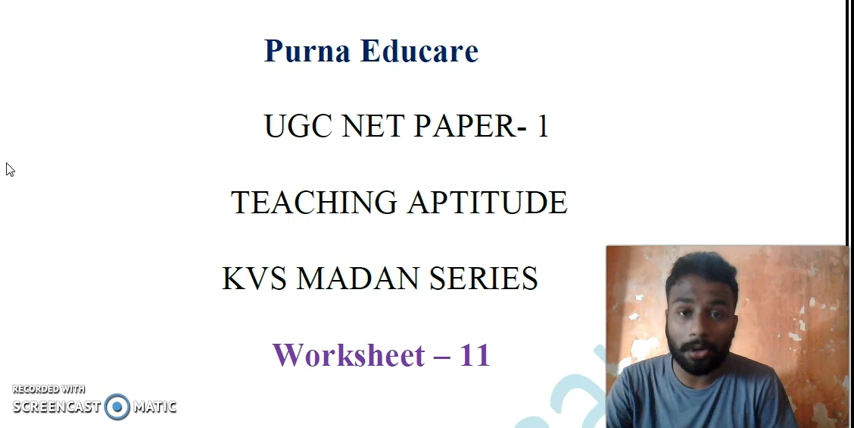 Purna Educare
UGC NET PAPER- 1
TEACHING APTITUDE
KVS MADAN SERIES
Worksheet – 11
RECORDED WITH
SCREENCAST MATIC